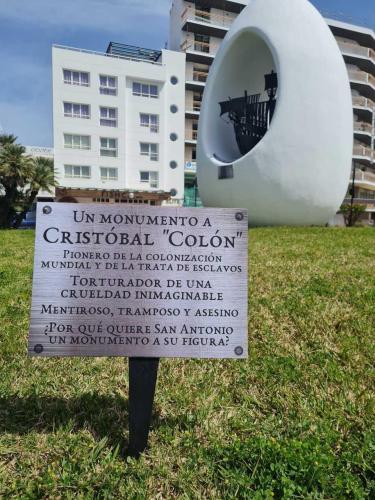 Un monumento a
Cristóbal "Colón"
Pionero de la colonización
mundial y de la trata de esclavos
Torturador de una
crueldad inimaginable
Mentiroso, tramposo y asesino
¿Por qué quiere San Antonio
un monumento a su figura?